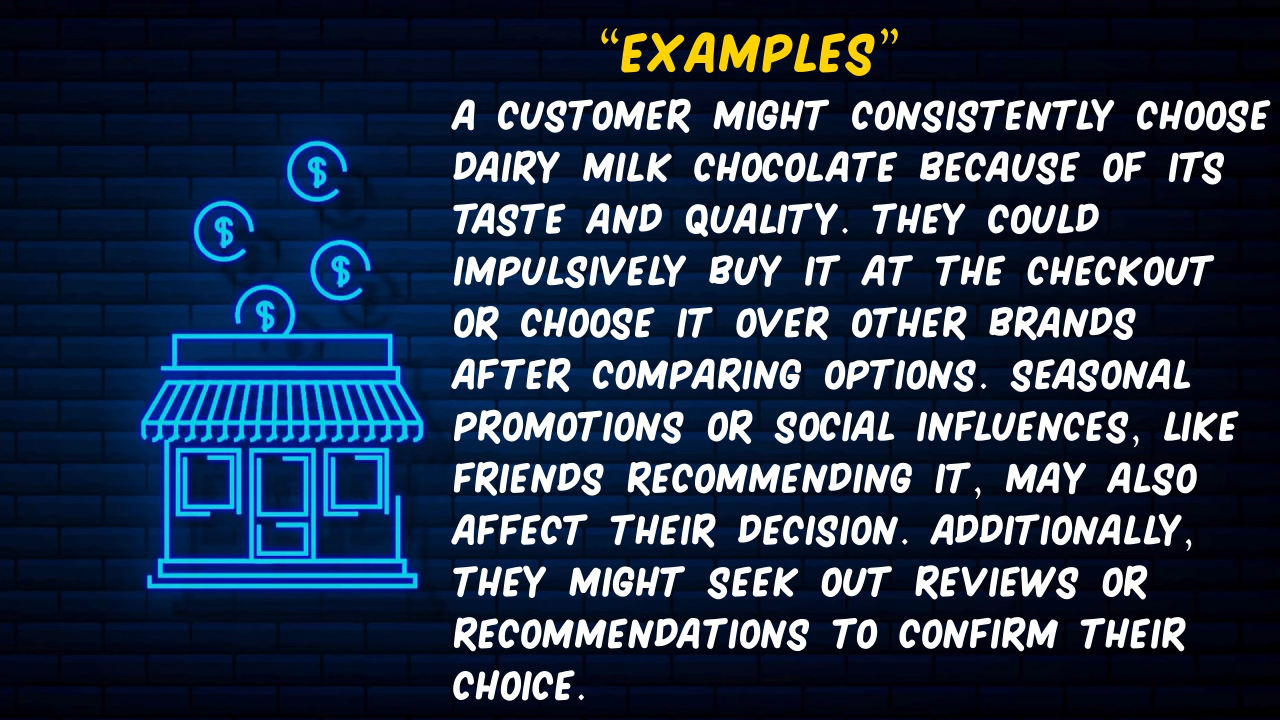 “EXAMPLES”
A CUSTOMER MIGHT CONSISTENTLY CHOOSE
DAIRY MILK CHOCOLATE BECAUSE OF ITS
TASTE AND QUALITY. THEY COULD
IMPULSIVELY BUY IT AT THE CHECKOUT
OR CHOOSE IT OVER OTHER BRANDS
AFTER COMPARING OPTIONS. SEASONAL
PROMOTIONS OR SOCIAL INFLUENCES, LIKE
FRIENDS RECOMMENDING IT, MAY ALSO
AFFECT THEIR DECISION. ADDITIONALLY,
THEY MIGHT SEEK OUT REVIEWS OR
RECOMMENDATIONS TO CONFIRM THEIR
CHOICE.
$
$
$
$